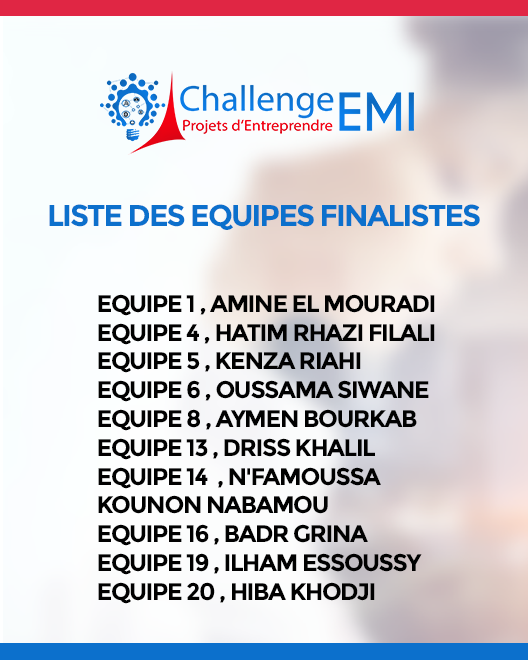 Challenge EMI
Projets d'Entreprendre
LISTE DES EQUIPES FINALISTES
EQUIPE 1 , AMINE EL MOURADI
EQUIPE 4 , HATIM RHAZI FILALI
EQUIPE 5 , KENZA RIAHI
EQUIPE 6 , OUSSAMA SIWANE
EQUIPE 8 , AYMEN BOURKAB
EQUIPE 13 , DRISS KHALIL
EQUIPE 14  , N'FAMOUSSA
KOUNON NABAMOU
EQUIPE 16 , BADR GRINA
EQUIPE 19 , ILHAM ESSOUSSY
EQUIPE 20 , HIBA KHODJI